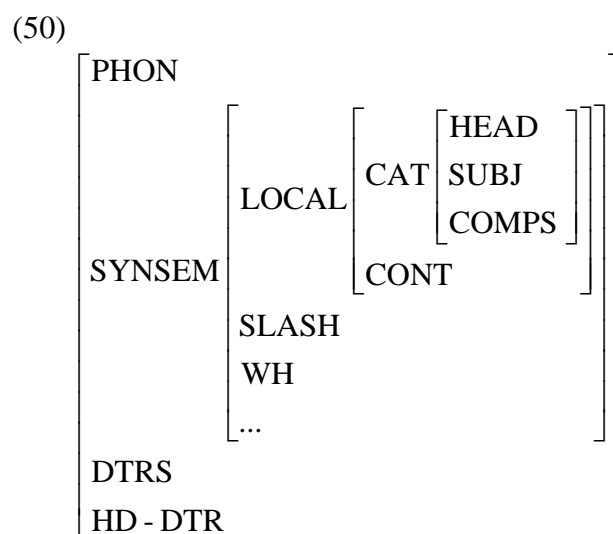 (50)
PHON
HEAD
CAT SUBJ
LOCAL
COMPS
SYNSEM
CONT
SLASH
WH
...
DTRS
HD - DTR